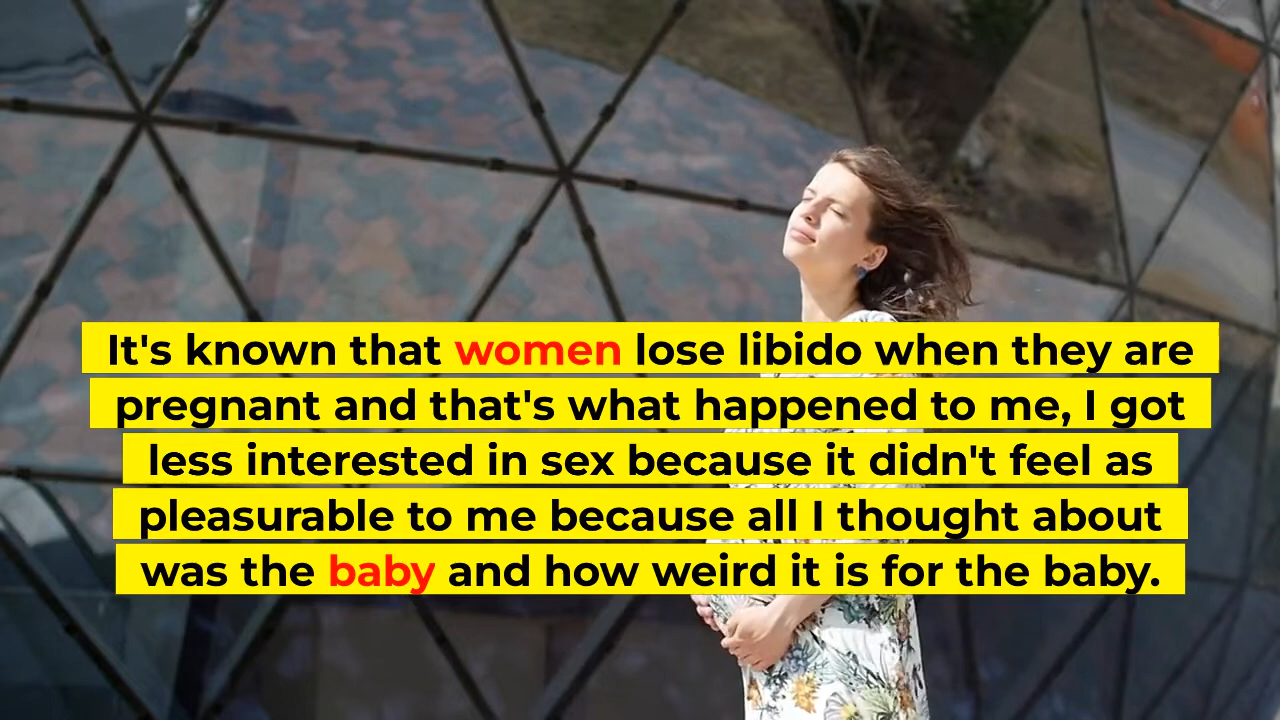 It's known that women lose libido when they are
pregnant and that's what happened to me, I got
less interested in sex because it didn't feel as
pleasurable to me because all I thought about
was the baby and how weird it is for the baby.